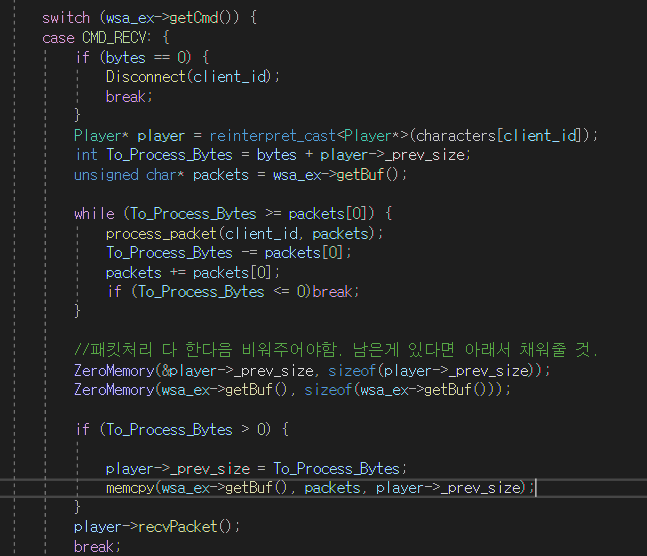 switch (wsa_ex->getCmd()) {
case CMD_RECV: {
if (bytes == 0) {
Disconnect(client_id);
break;
}
Player* player = reinterpret_cast<Player*>(characters[client_id]);
int To_Process_Bytes = bytes + player->_prev_size;
unsigned char* packets = wsa_ex->getBuf();
while (To_Process_Bytes >= packets[0]) {
process_packet(client_id, packets);
To_Process_Bytes -= packets[0];
packets += packets[0];
if (To_Process_Bytes <= 0)break;
}
//패킷처리 다 한다음 비워주어야함. 남은게 있다면 아래서 채워줄 것.
ZeroMemory(&player->_prev_size, sizeof(player->_prev_size));
ZeroMemory(wsa_ex->getBuf(), sizeof(wsa_ex->getBuf()));
if (To_Process_Bytes > 0) {
player->_prev_size = To_Process_Bytes;
memcpy(wsa_ex->getBuf(), packets, player->_prev_size);
}
player->recvPacket();
break;